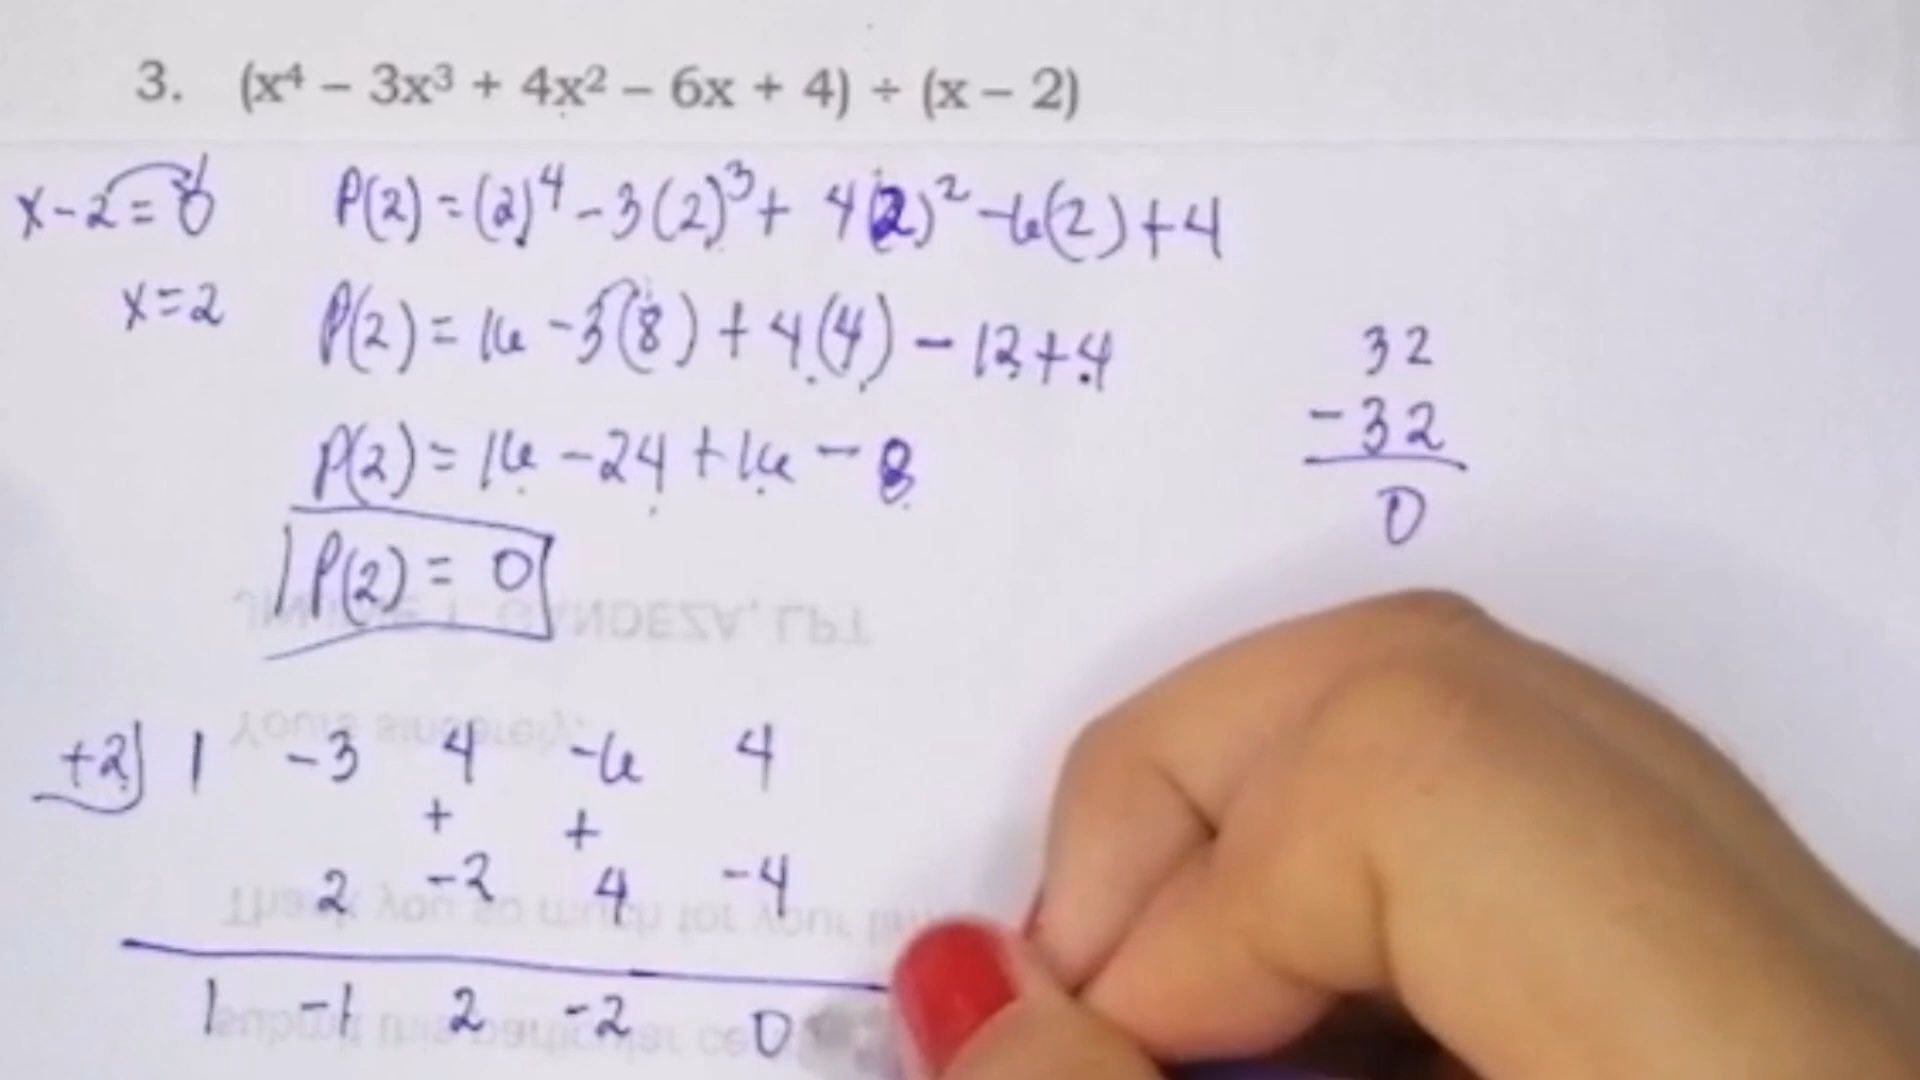 3. (x⁴ – 3x³ + 4x² – 6x + 4) ÷ (x – 2)
x - 2 = 0
P(2) = (2)⁴ - 3(2)³ + 4(2)² - 6(2) + 4
x = 2
P(2) = 16 - 3(8) + 4(4) - 12 + 4
P(2) = 16 - 24 + 16 - 8
P(2) = 0
32
- 32
0
+2 1 -3 4 -6 4
+ +
2 -2 4 -4
1 -1 2 -2 0